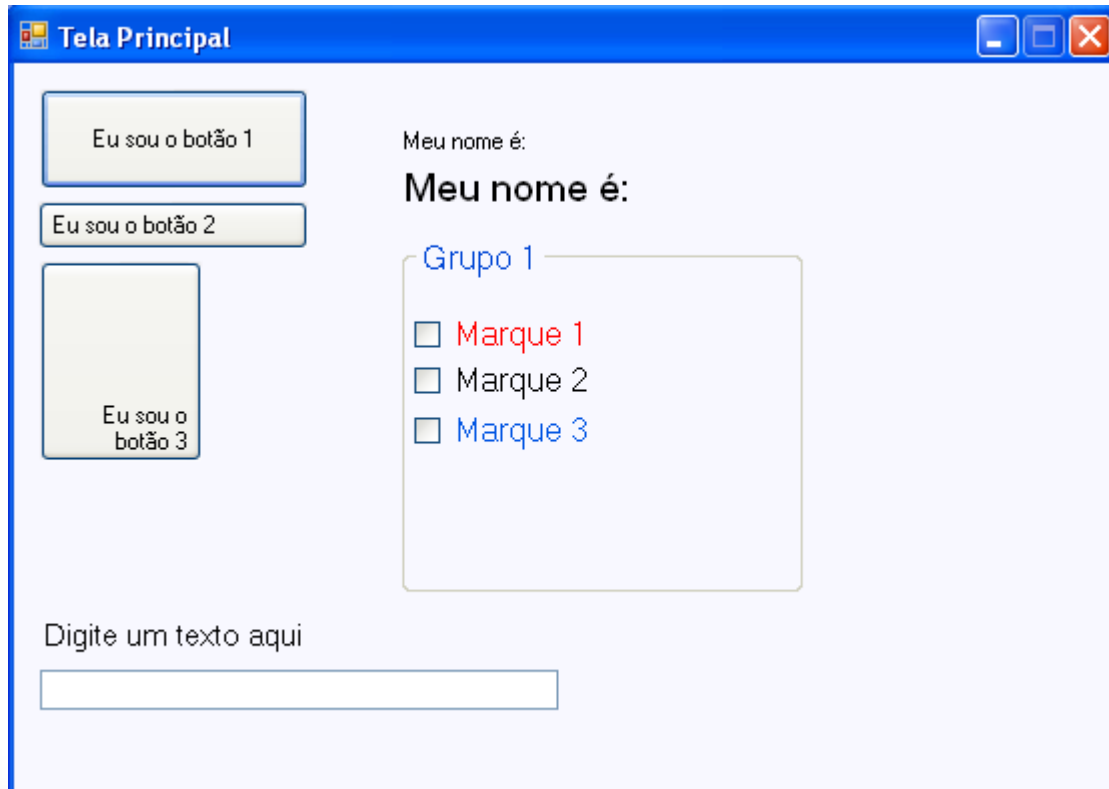 Tela Principal
Eu sou o botão 1
Meu nome é:
Meu nome é:
Eu sou o botão 2
Grupo 1
Marque 1
Marque 2
Marque 3
Eu sou o
botão 3
Digite um texto aqui